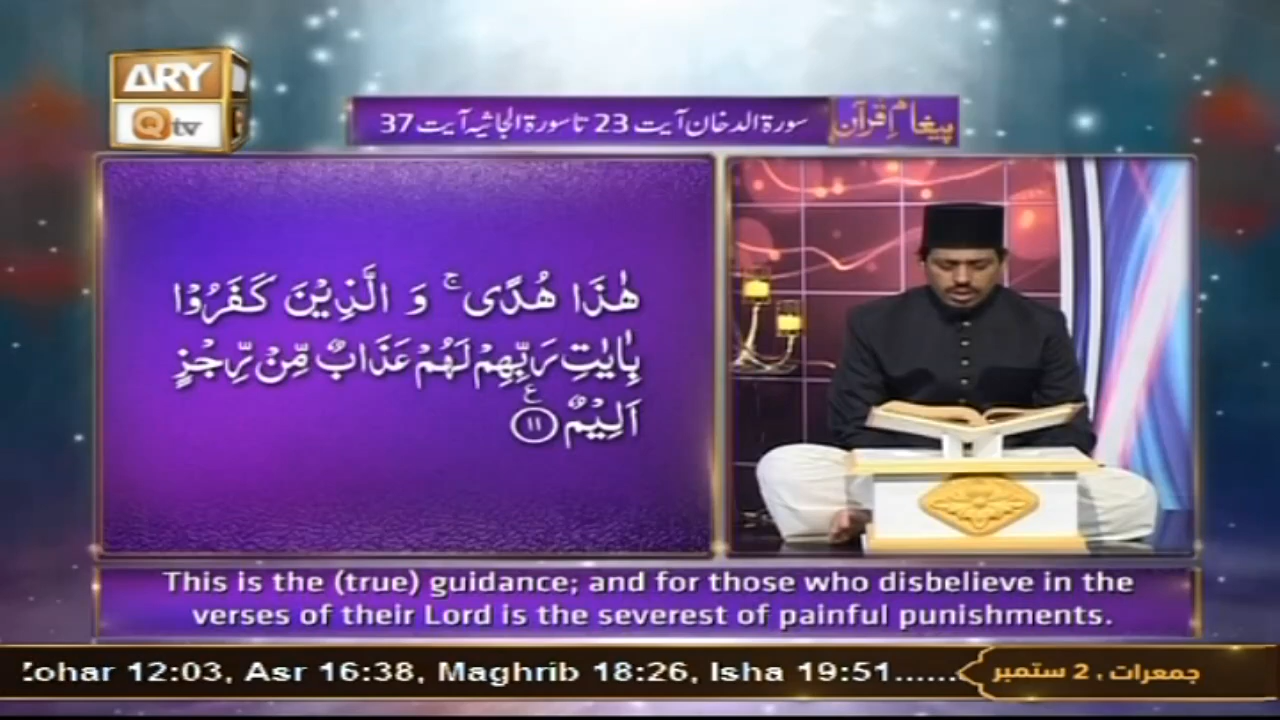 ARY
Qtv
سورۃ الدخان آیت 23 تا سورۃ الجاثیہ آیت 37
پیغامِ قرآن
هٰذَا هُدًی ۚ وَ الَّذِیْنَ كَفَرُوْا
بِاٰیٰتِ رَبِّهِمْ لَهُمْ عَذَابٌ مِّنْ رِّجْزٍ
اَلِیْمٌ ۠ ﴿۱۱﴾ ع
This is the (true) guidance; and for those who disbelieve in the
verses of their Lord is the severest of painful punishments.
Zohar 12:03, Asr 16:38, Maghrib 18:26, Isha 19:51......
جمعرات ، 2 ستمبر